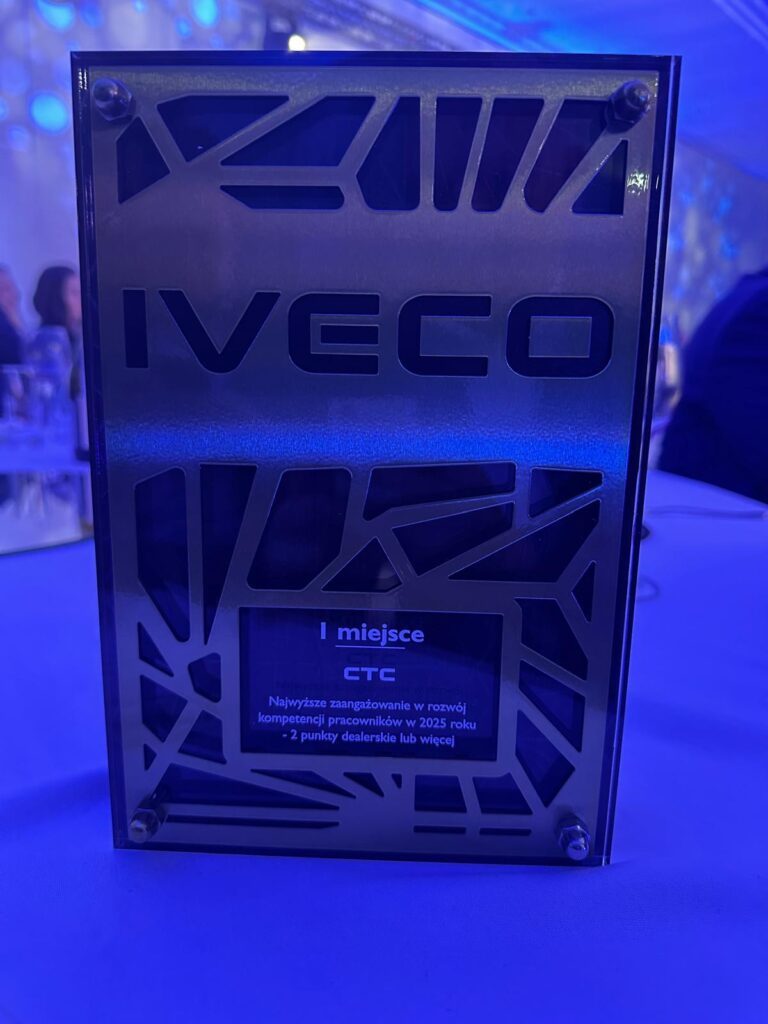 IVECO
I miejsce
CTC
Najwyższe zaangażowanie w rozwój
kompetencji pracowników w 2025 roku
- 2 punkty dealerskie lub więcej